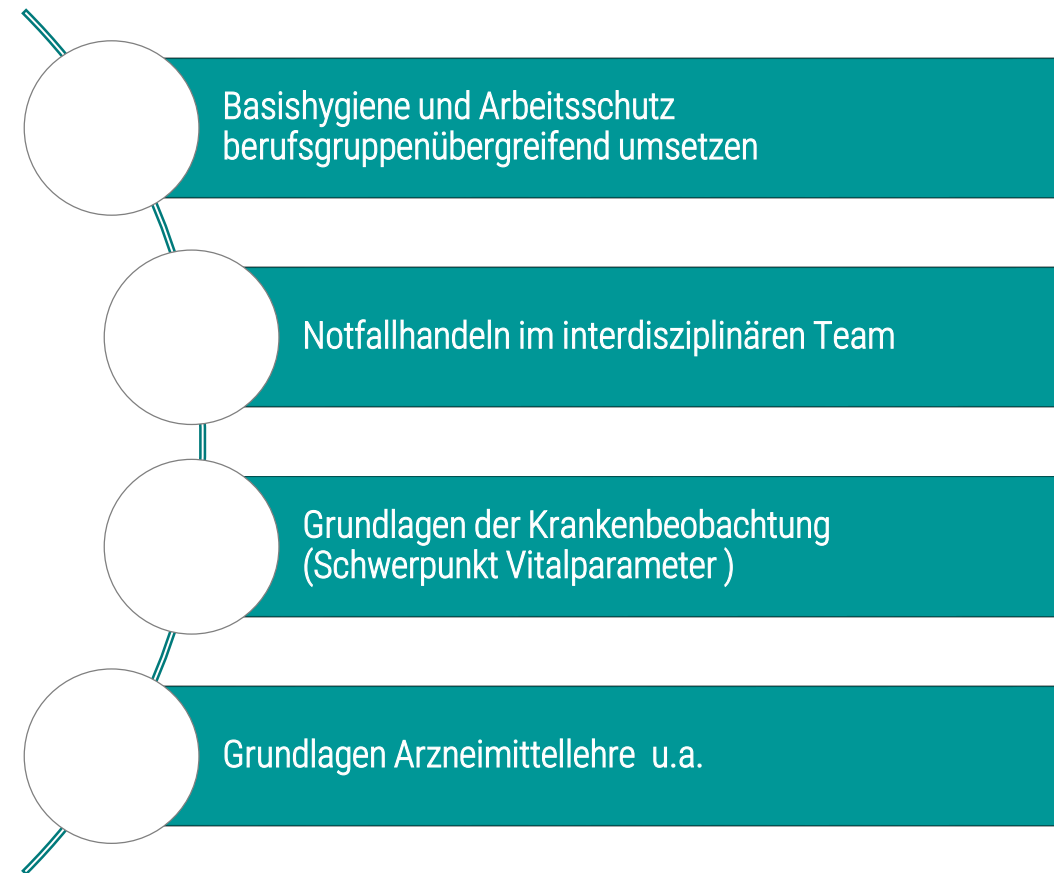 Basishygiene und Arbeitsschutz
berufsgruppenübergreifend umsetzen
Notfallhandeln im interdisziplinären Team
Grundlagen der Krankenbeobachtung
(Schwerpunkt Vitalparameter )
Grundlagen Arzneimittellehre  u.a.